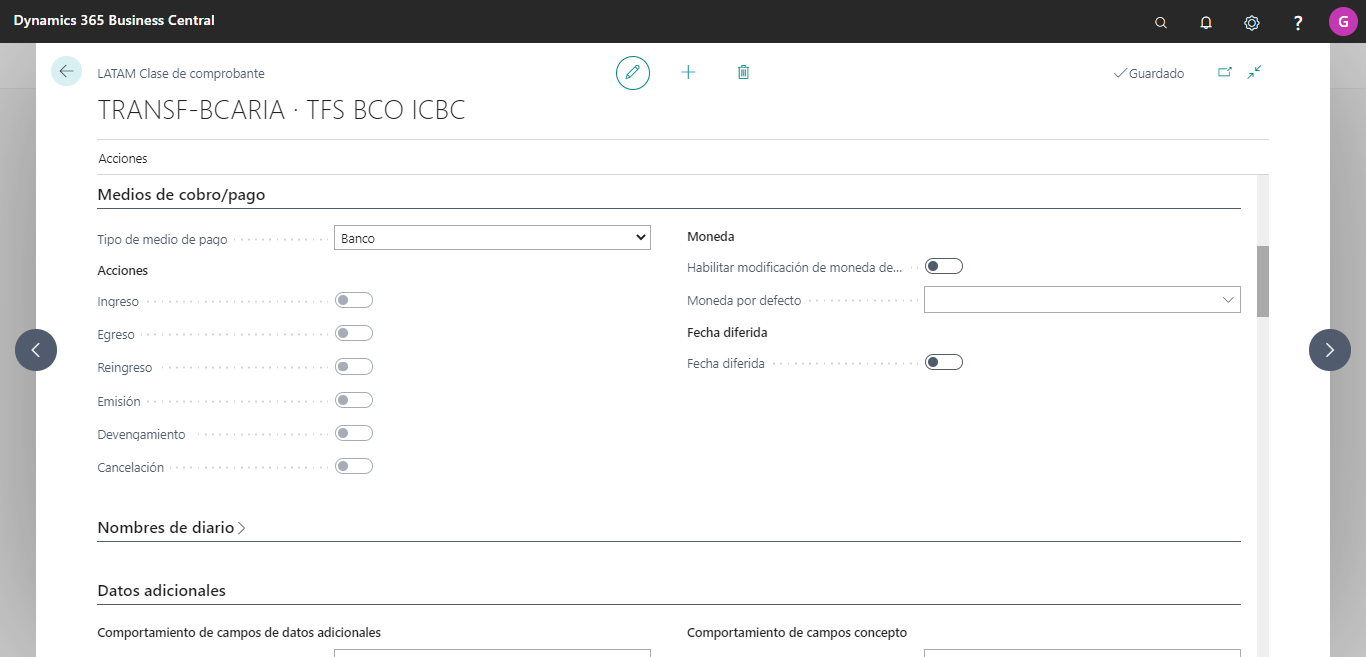 Dynamics 365 Business Central
?
G
LATAM Clase de comprobante
Guardado
TRANSF-BCARIA · TFS BCO ICBC
Acciones
Medios de cobro/pago
Tipo de medio de pago
Banco
Acciones
Ingreso
Egreso
Reingreso
Emisión
Devengamiento
Cancelación
Moneda
Habilitar modificación de moneda de...
Moneda por defecto
Fecha diferida
Fecha diferida
Nombres de diario
Datos adicionales
Comportamiento de campos de datos adicionales
Comportamiento de campos concepto